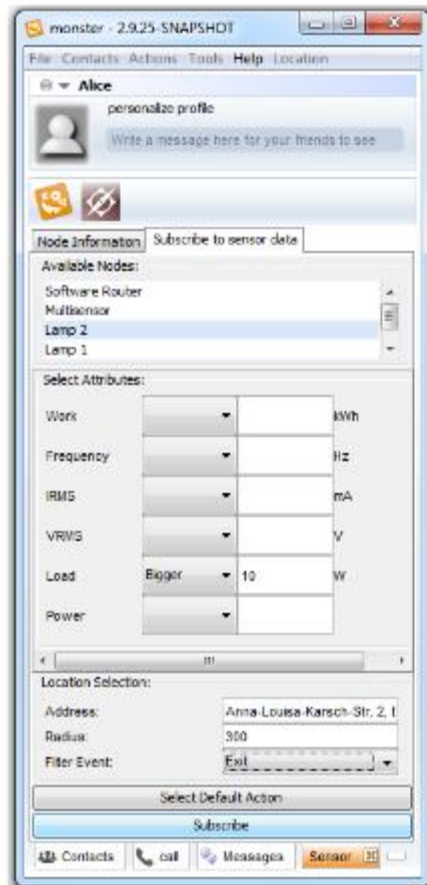 monster - 2.9.25-SNAPSHOT
File Contacts Actions Tools Help Location
Alice
personalize profile
Write a message here for your friends to see
Node Information Subscribe to sensor data
Available Nodes:
Software Router
Multisensor
Lamp 2
Lamp 1
Select Attributes:
Work kWh
Frequency Hz
IRMS mA
VRMS V
Load Bigger 10 W
Power
Location Selection:
Address: Anna-Louisa-Karsch-Str. 2,
Radius: 300
Filter Event: Exit
Select Default Action
Subscribe
Contacts call Messages Sensor